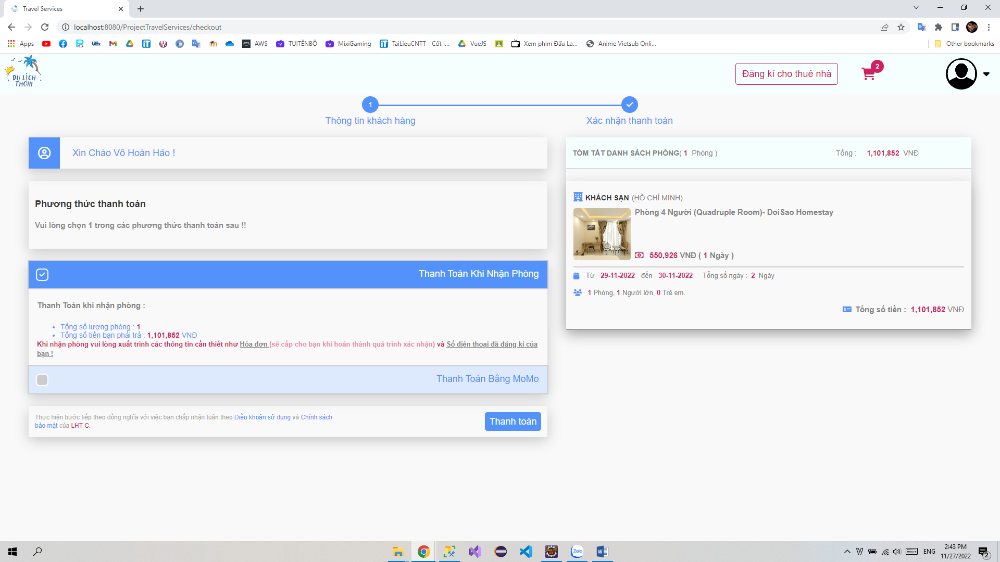 Travel Services
localhost:8080/ProjectTravelServices/checkout
Apps
UTEx
AWS
TUITÊNBỐ
MixiGaming
TaiLieuCNTT - Cốt l...
VueJS
Xem phim Đấu La...
Anime Vietsub Onli...
Other bookmarks
DU LỊCH
THÔIII
Đăng kí cho thuê nhà
2
1
Thông tin khách hàng
Xác nhận thanh toán
Xin Chào Võ Hoàn Hảo !
Phương thức thanh toán
Vui lòng chọn 1 trong các phương thức thanh toán sau !!
Thanh Toán Khi Nhận Phòng
Thanh Toán khi nhận phòng :
Tổng số lượng phòng : 1
Tổng số tiền bạn phải trả : 1,101,852 VNĐ
Khi nhận phòng vui lòng xuất trình các thông tin cần thiết như Hóa đơn (sẽ cấp cho bạn khi hoàn thành quá trình xác nhận) và Số điện thoại đã đăng kí của
bạn !
Thanh Toán Bằng MoMo
Thực hiện bước tiếp theo đồng nghĩa với việc bạn chấp nhận tuân theo Điều khoản sử dụng và Chính sách
bảo mật của LHT C.
Thanh toán
TÓM TẮT DANH SÁCH PHÒNG( 1 Phòng )
Tổng : 1,101,852 VNĐ
KHÁCH SẠN (HỒ CHÍ MINH)
Phòng 4 Người (Quadruple Room)- ĐoiSao Homestay
550,926 VNĐ ( 1 Ngày )
Từ 29-11-2022 đến 30-11-2022 Tổng số ngày : 2 Ngày
1 Phòng, 1 Người lớn, 0 Trẻ em.
Tổng số tiền : 1,101,852 VNĐ
Zalo
ENG
2:43 PM
11/27/2022
2